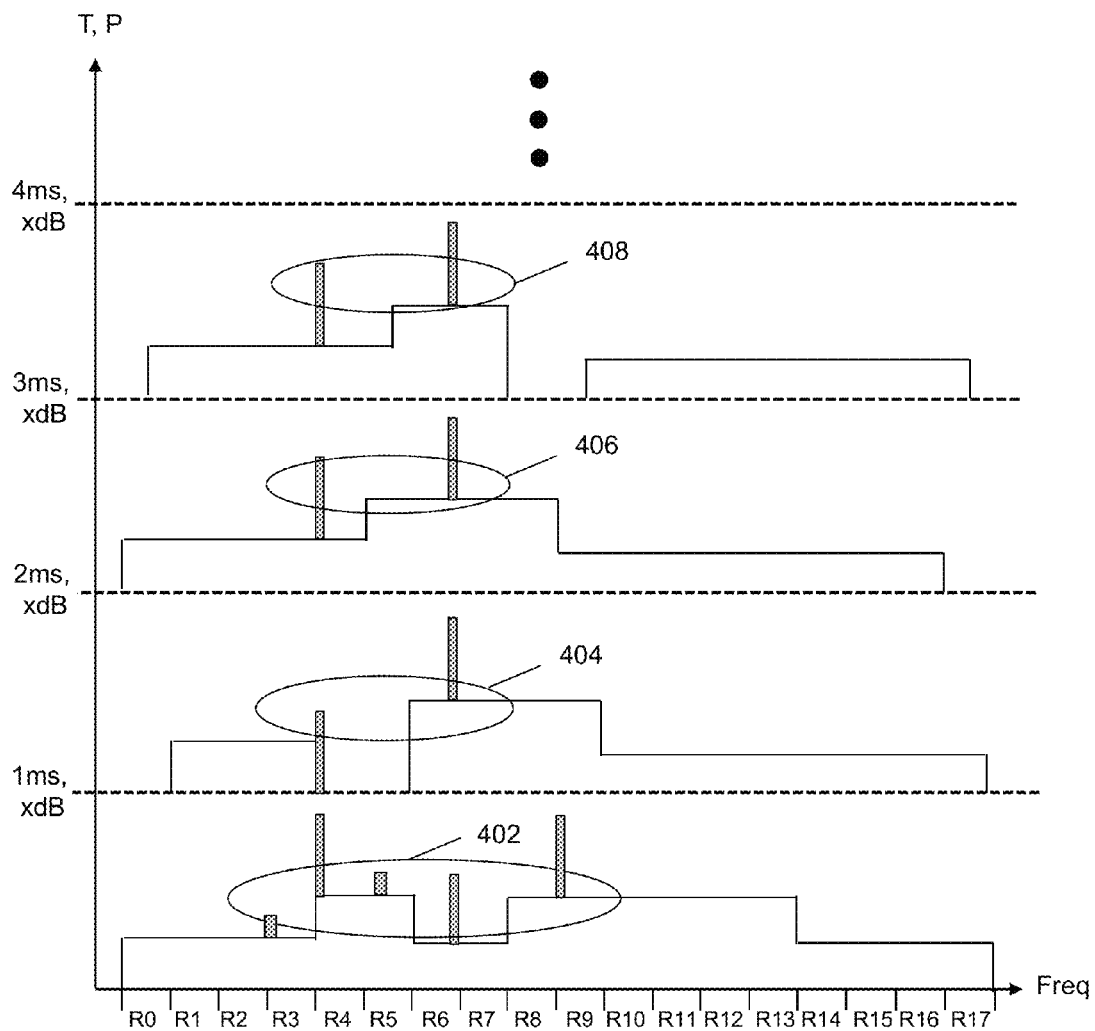 T, P
4ms,
xdB
408
3ms,
xdB
406
2ms,
xdB
404
1ms,
xdB
402
Freq
R0 R1 R2 R3 R4 R5 R6 R7 R8 R9 R10 R11 R12 R13 R14 R15 R16 R17